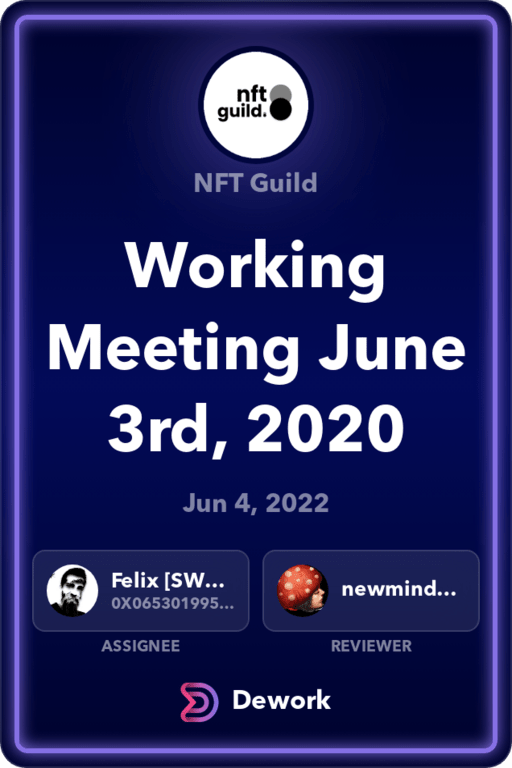 nft
guild.
NFT Guild
Working
Meeting June
3rd, 2020
Jun 4, 2022
Felix [SW...
0X065301995...
newmind...
ASSIGNEE
REVIEWER
Dework